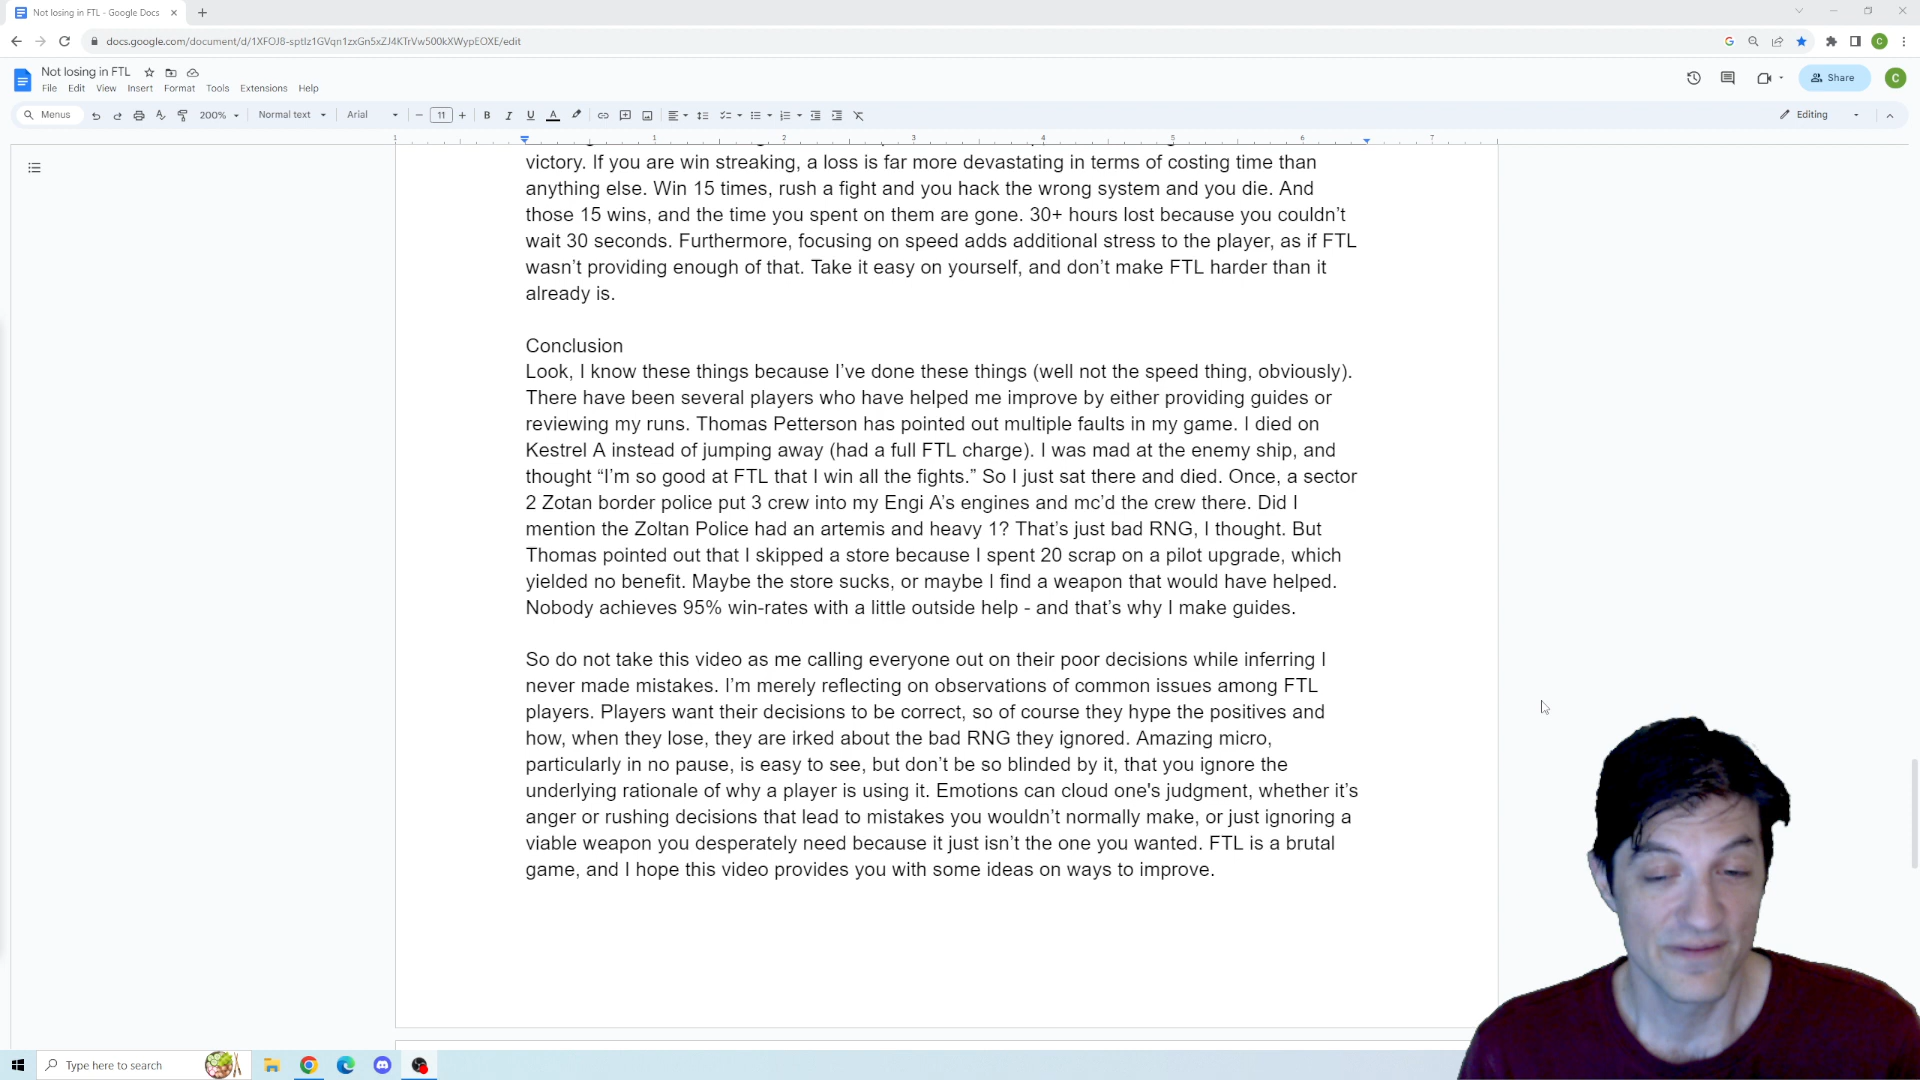 Not losing in FTL - Google Docs
docs.google.com/document/d/1XFOJ8-sptlz1GVqn1zxGn5xZJ4KTrVw500kXWypEOXE/edit
C
Not losing in FTL
File Edit View Insert Format Tools Extensions Help
Share
C
Menus
200%
Normal text
Arial
11
B
I
U
A
Editing
1 1 2 3 4 5 6 7
victory. If you are win streaking, a loss is far more devastating in terms of costing time than
anything else. Win 15 times, rush a fight and you hack the wrong system and you die. And
those 15 wins, and the time you spent on them are gone. 30+ hours lost because you couldn’t
wait 30 seconds. Furthermore, focusing on speed adds additional stress to the player, as if FTL
wasn’t providing enough of that. Take it easy on yourself, and don’t make FTL harder than it
already is.
Conclusion
Look, I know these things because I’ve done these things (well not the speed thing, obviously).
There have been several players who have helped me improve by either providing guides or
reviewing my runs. Thomas Petterson has pointed out multiple faults in my game. I died on
Kestrel A instead of jumping away (had a full FTL charge). I was mad at the enemy ship, and
thought “I’m so good at FTL that I win all the fights.” So I just sat there and died. Once, a sector
2 Zotan border police put 3 crew into my Engi A’s engines and mc’d the crew there. Did I
mention the Zoltan Police had an artemis and heavy 1? That’s just bad RNG, I thought. But
Thomas pointed out that I skipped a store because I spent 20 scrap on a pilot upgrade, which
yielded no benefit. Maybe the store sucks, or maybe I find a weapon that would have helped.
Nobody achieves 95% win-rates with a little outside help - and that’s why I make guides.
So do not take this video as me calling everyone out on their poor decisions while inferring I
never made mistakes. I’m merely reflecting on observations of common issues among FTL
players. Players want their decisions to be correct, so of course they hype the positives and
how, when they lose, they are irked about the bad RNG they ignored. Amazing micro,
particularly in no pause, is easy to see, but don’t be so blinded by it, that you ignore the
underlying rationale of why a player is using it. Emotions can cloud one's judgment, whether it’s
anger or rushing decisions that lead to mistakes you wouldn’t normally make, or just ignoring a
viable weapon you desperately need because it just isn’t the one you wanted. FTL is a brutal
game, and I hope this video provides you with some ideas on ways to improve.
Type here to search